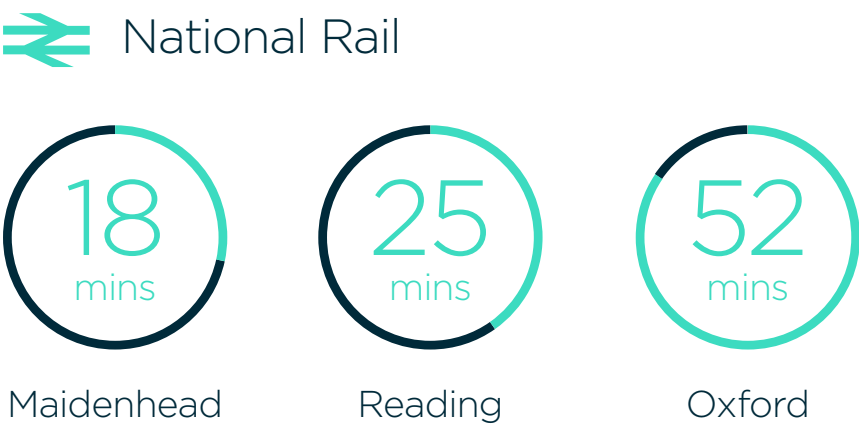 National Rail
18
mins
25
mins
52
mins
Maidenhead
Reading
Oxford